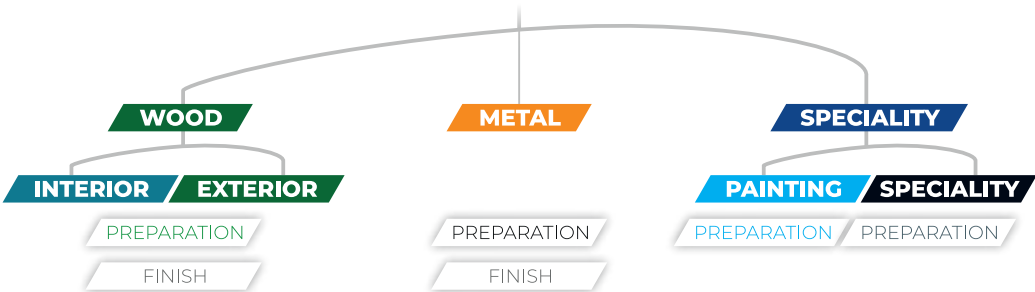 WOOD METAL SPECIALITY
INTERIOR EXTERIOR PAINTING SPECIALITY
PREPARATION PREPARATION PREPARATION PREPARATION
FINISH FINISH